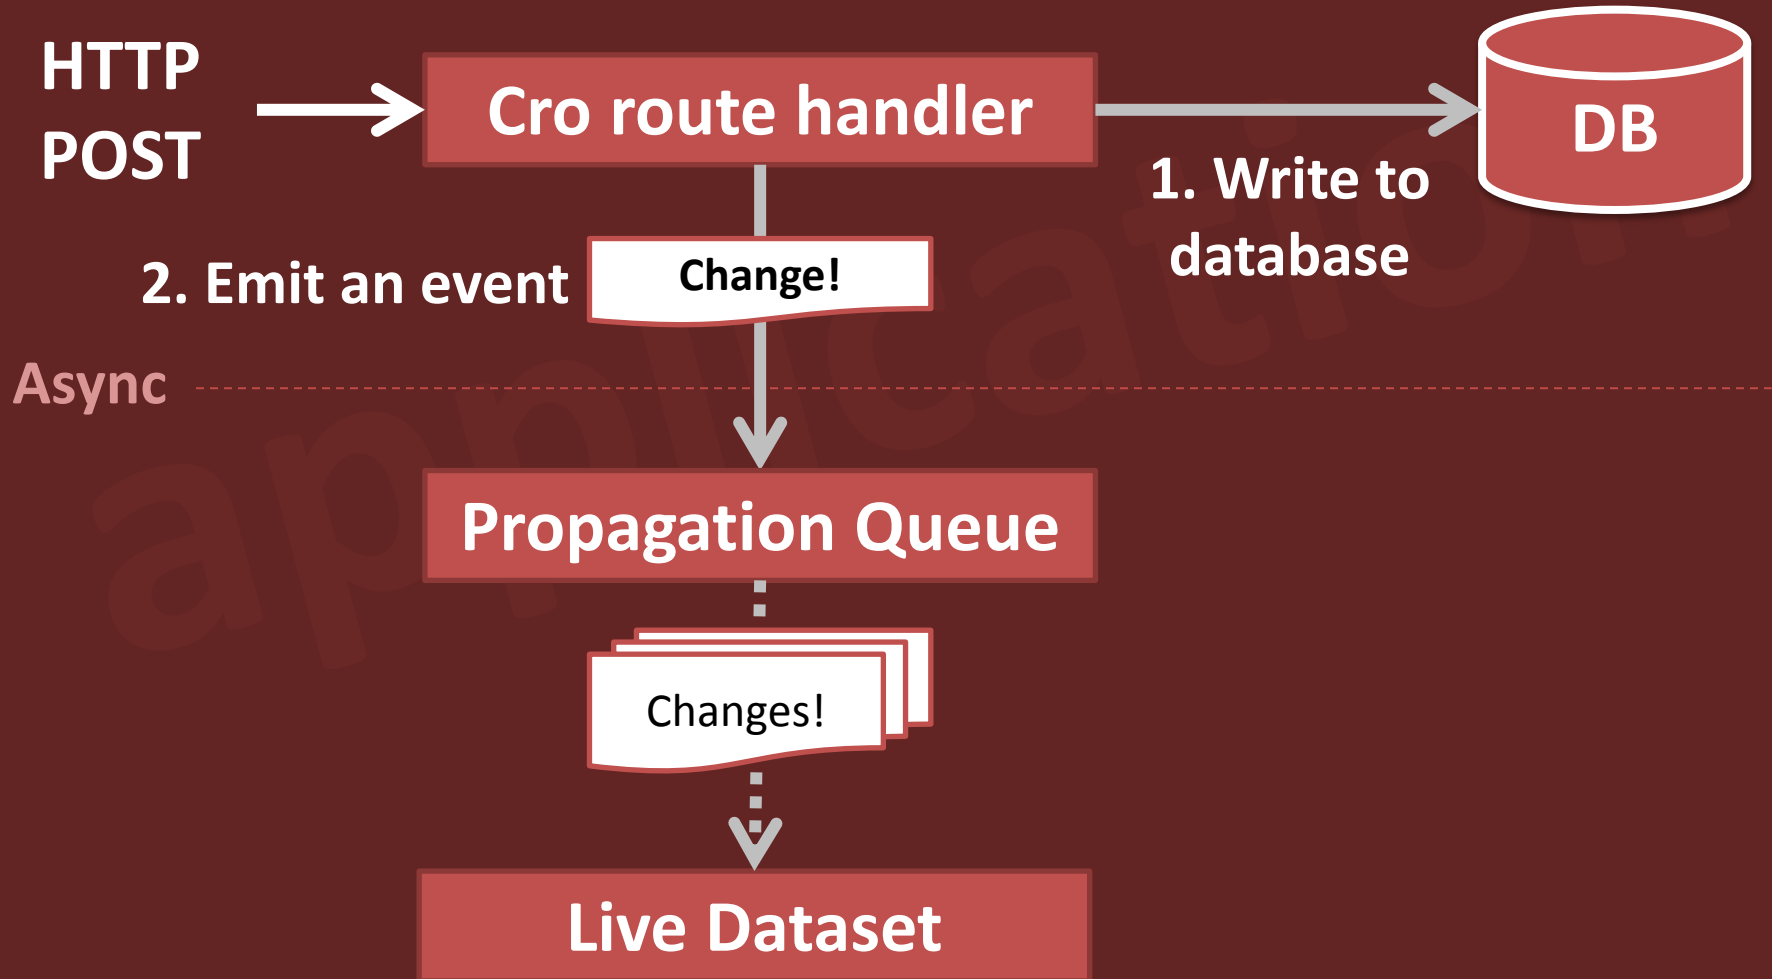 HTTP
POST
Cro route handler
DB
1. Write to
database
2. Emit an event
Change!
Async
application
Propagation Queue
Changes!
Live Dataset